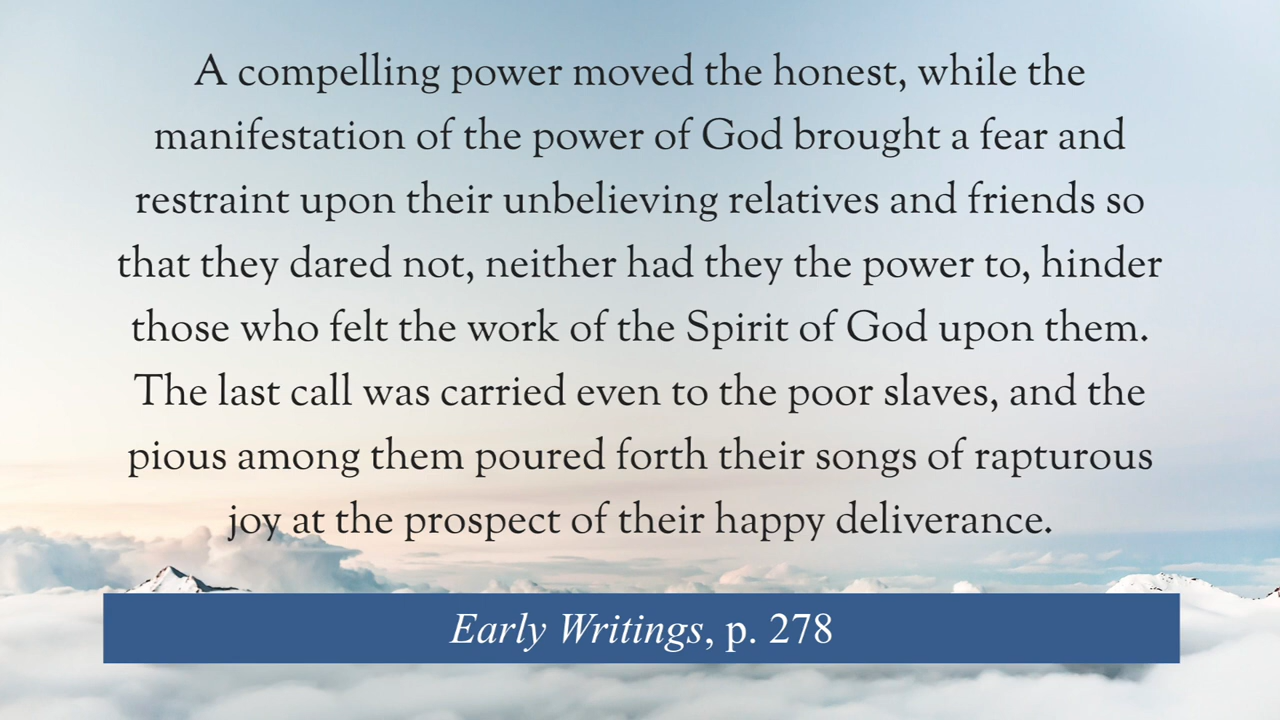 A compelling power moved the honest, while the
manifestation of the power of God brought a fear and
restraint upon their unbelieving relatives and friends so
that they dared not, neither had they the power to, hinder
those who felt the work of the Spirit of God upon them.
The last call was carried even to the poor slaves, and the
pious among them poured forth their songs of rapturous
joy at the prospect of their happy deliverance.
Early Writings, p. 278